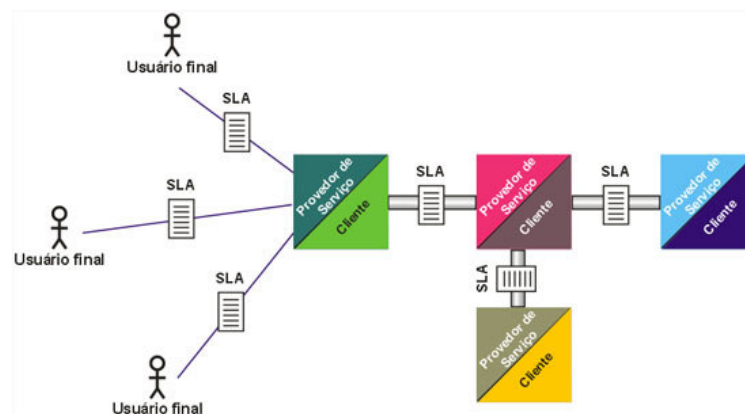 Usuário final
SLA
SLA
Usuário final
SLA
Usuário final
Provedor de
Serviço
Cliente
SLA
Provedor de
Serviço
Cliente
SLA
Provedor de
Serviço
Cliente
SLA
Provedor de
Serviço
Cliente